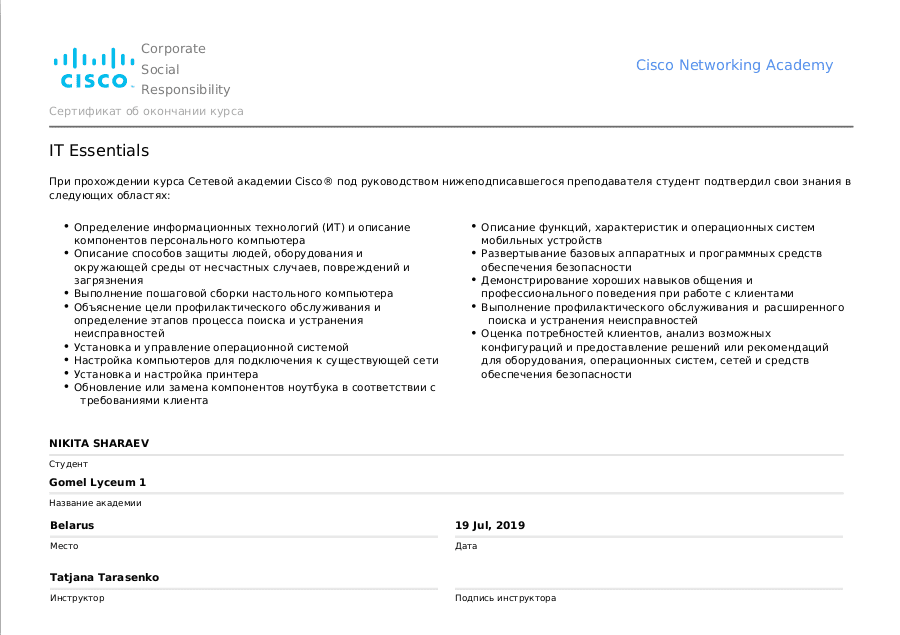 CISCO
Corporate
Social
Responsibility
Cisco Networking Academy
Сертификат об окончании курса
IT Essentials
При прохождении курса Сетевой академии Cisco® под руководством нижеподписавшегося преподавателя студент подтвердил свои знания в
следующих областях:
• Определение информационных технологий (ИТ) и описание
компонентов персонального компьютера
• Описание способов защиты людей, оборудования и
окружающей среды от несчастных случаев, повреждений и
загрязнения
• Выполнение пошаговой сборки настольного компьютера
• Объяснение цели профилактического обслуживания и
определение этапов процесса поиска и устранения
неисправностей
• Установка и управление операционной системой
• Настройка компьютеров для подключения к существующей сети
• Установка и настройка принтера
• Обновление или замена компонентов ноутбука в соответствии с
требованиями клиента
• Описание функций, характеристик и операционных систем
мобильных устройств
• Развертывание базовых аппаратных и программных средств
обеспечения безопасности
• Демонстрирование хороших навыков общения и
профессионального поведения при работе с клиентами
• Выполнение профилактического обслуживания и расширенного
поиска и устранения неисправностей
• Оценка потребностей клиентов, анализ возможных
конфигураций и предоставление решений или рекомендаций
для оборудования, операционных систем, сетей и средств
обеспечения безопасности
NIKITA SHARAEV
Студент
Gomel Lyceum 1
Название академии
Belarus
Место
19 Jul, 2019
Дата
Tatjana Tarasenko
Инструктор
Подпись инструктора